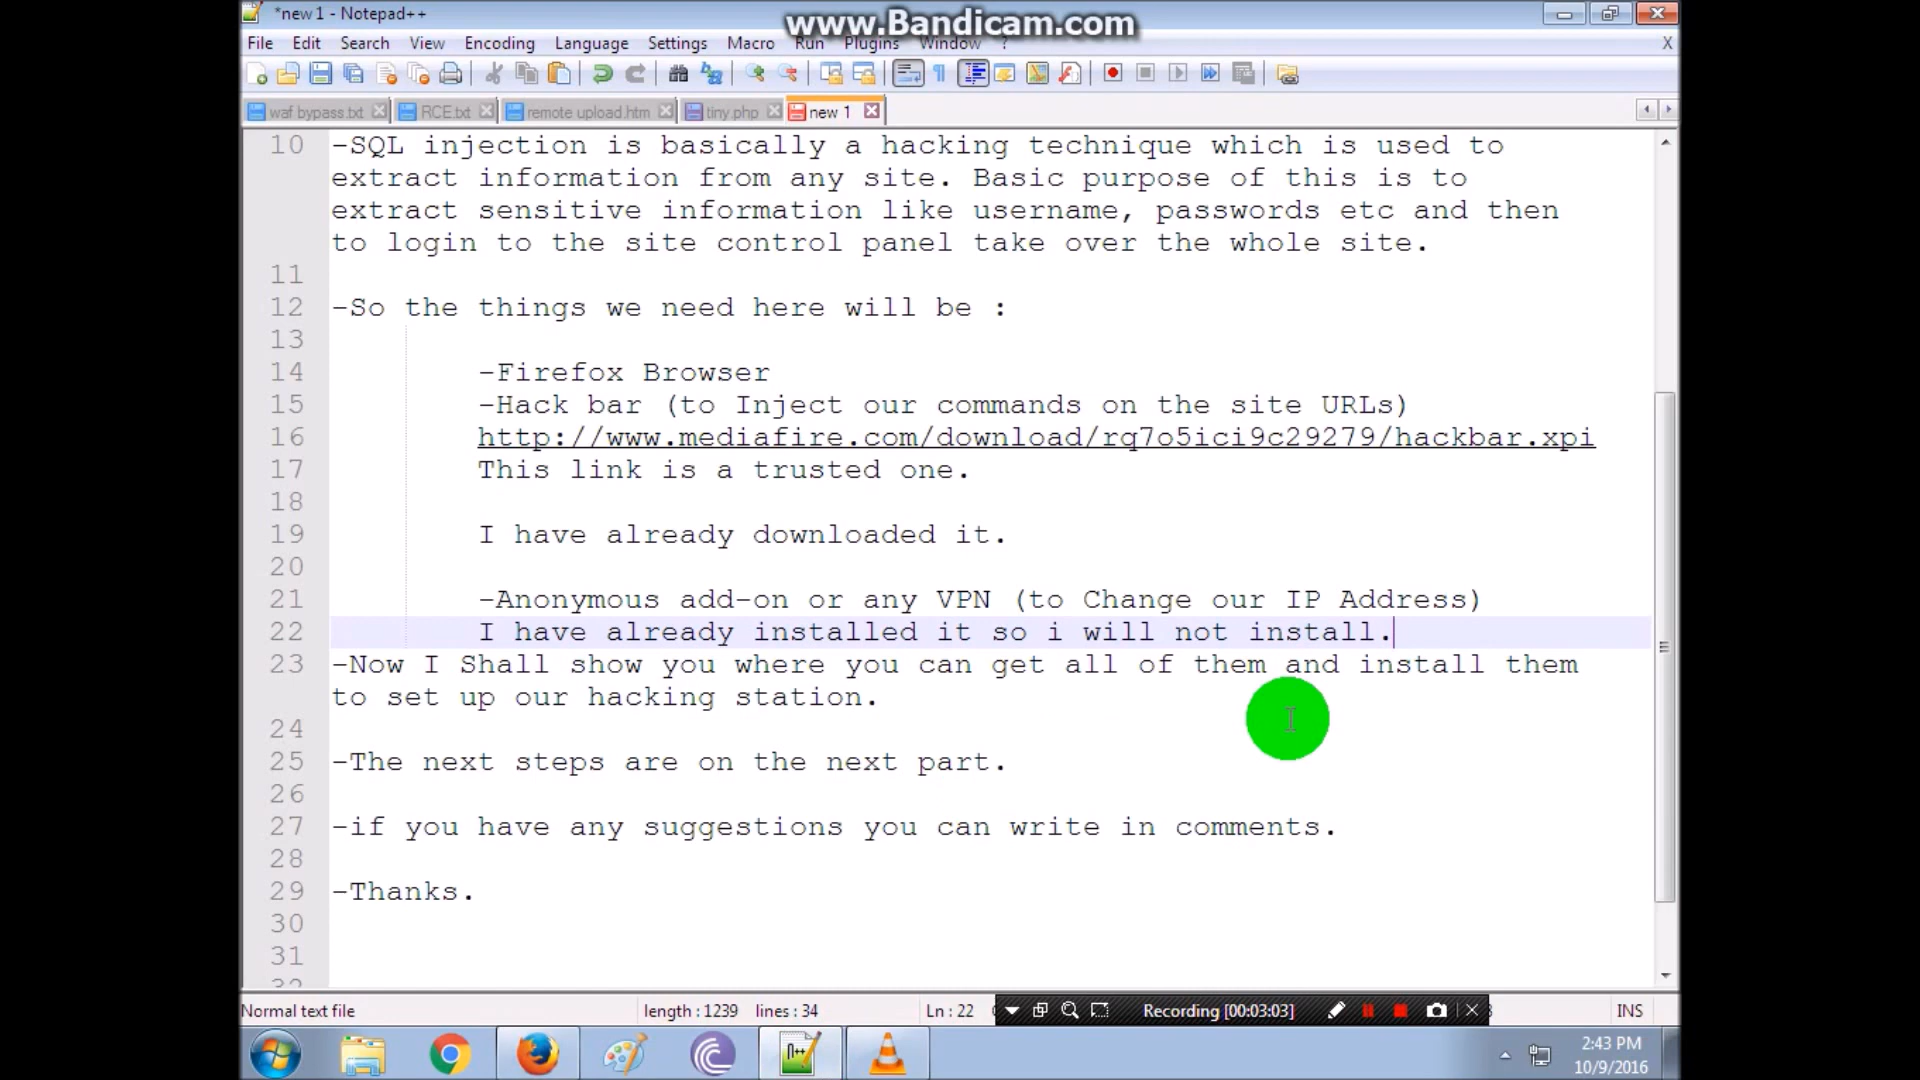 *new 1 - Notepad++
www.Bandicam.com
File Edit Search View Encoding Language Settings Macro Run Plugins Window ?
X
waf bypass.txt RCE.txt remote upload.htm tiny.php new 1
10 -SQL injection is basically a hacking technique which is used to
extract information from any site. Basic purpose of this is to
extract sensitive information like username, passwords etc and then
to login to the site control panel take over the whole site.
11
12 -So the things we need here will be :
13
14 -Firefox Browser
15 -Hack bar (to Inject our commands on the site URLs)
16 http://www.mediafire.com/download/rq7o5ici9c29279/hackbar.xpi
17 This link is a trusted one.
18
19 I have already downloaded it.
20
21 -Anonymous add-on or any VPN (to Change our IP Address)
22 I have already installed it so i will not install.
23 -Now I Shall show you where you can get all of them and install them
to set up our hacking station.
24
25 -The next steps are on the next part.
26
27 -if you have any suggestions you can write in comments.
28
29 -Thanks.
30
31
Normal text file length : 1239 lines : 34 Ln : 22 Recording [00:03:03] INS
2:43 PM
10/9/2016